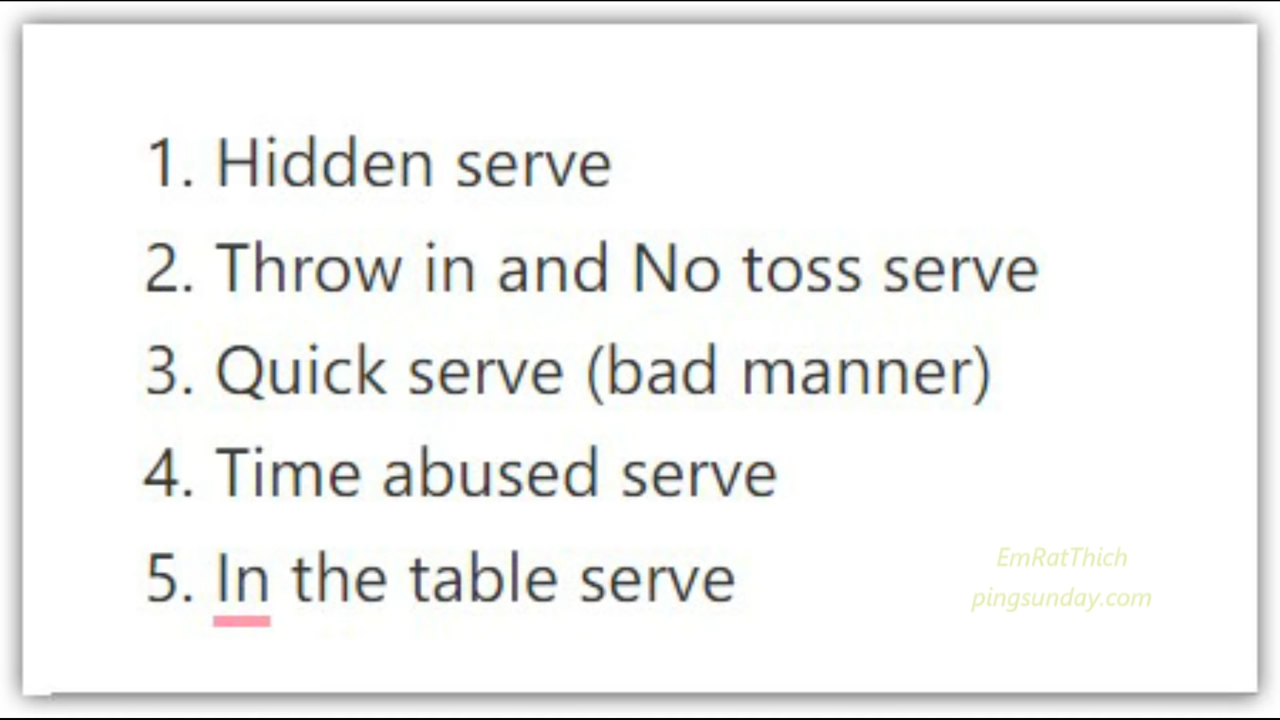 1. Hidden serve
2. Throw in and No toss serve
3. Quick serve (bad manner)
4. Time abused serve
5. In the table serve
EmRatThich
pingsunday.com